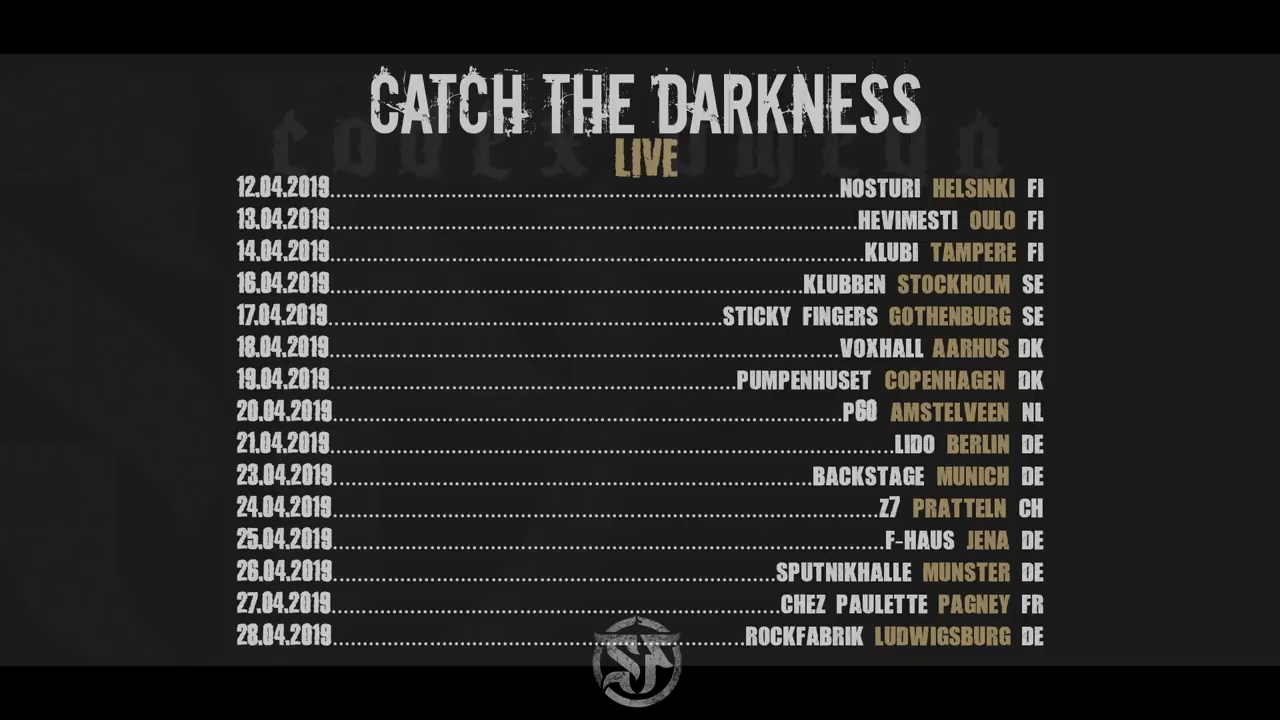 CATCH THE DARKNESS
codex omega
LIVE
12.04.2019 NOSTURI HELSINKI FI
13.04.2019 HEVIMESTI OULO FI
14.04.2019 KLUBI TAMPERE FI
16.04.2019 KLUBBEN STOCKHOLM SE
17.04.2019 STICKY FINGERS GOTHENBURG SE
18.04.2019 VOXHALL AARHUS DK
19.04.2019 PUMPENHUSET COPENHAGEN DK
20.04.2019 P60 AMSTELVEEN NL
21.04.2019 LIDO BERLIN DE
23.04.2019 BACKSTAGE MUNICH DE
24.04.2019 Z7 PRATTELN CH
25.04.2019 F-HAUS JENA DE
26.04.2019 SPUTNIKHALLE MUNSTER DE
27.04.2019 CHEZ PAULETTE PAGNEY FR
28.04.2019 ROCKFABRIK LUDWIGSBURG DE